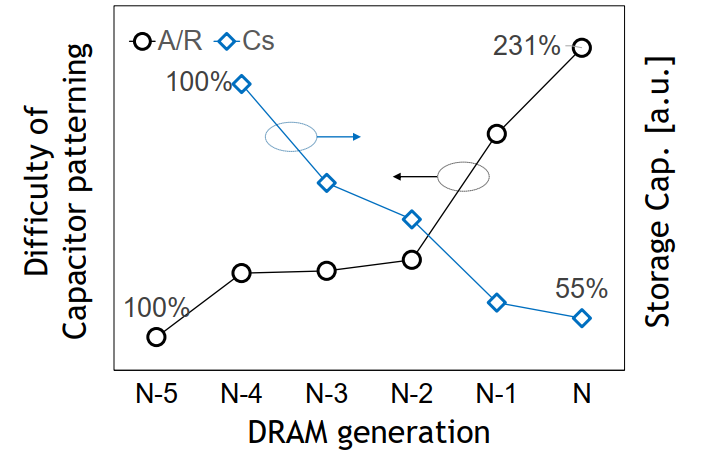 A/R Cs
231%
100%
100%
55%
Difficulty of
Capacitor patterning
Storage Cap. [a.u.]
N-5 N-4 N-3 N-2 N-1 N
DRAM generation